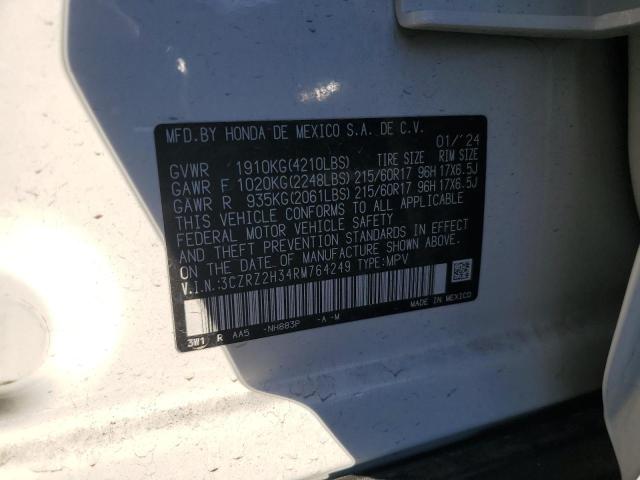 MFD.BY HONDA DE MEXICO S.A. DE C.V. 01/'24
GVWR 1910KG(4210LBS) TIRE SIZE RIM SIZE
GAWR F 1020KG(2248LBS) 215/60R17 96H 17X6.5J
GAWR R 935KG(2061LBS) 215/60R17 96H 17X6.5J
THIS VEHICLE CONFORMS TO ALL APPLICABLE
FEDERAL MOTOR VEHICLE SAFETY
AND THEFT PREVENTION STANDARDS IN EFFECT
ON THE DATE OF MANUFACTURE SHOWN ABOVE.
V.I.N.:3CZRZ2H34RM764249 TYPE:MPV
MADE IN MEXICO
3W1 R AA5 -NH883P -A -M